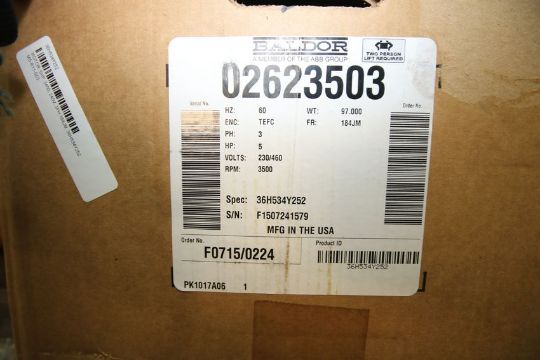 BALDOR
A MEMBER OF THE ABB GROUP
TWO PERSON
LIFT REQUIRED
02623503
Serial No.
Order No.
HZ: 60 WT: 97.000
ENC: TEFC FR: 184JM
PH: 3
HP: 5
VOLTS: 230/460
RPM: 3500
Spec: 36H534Y252
S/N: F1507241579
MFG IN THE USA
Order No.
F0715/0224
Product ID
36H534Y252
PK1017A06 1